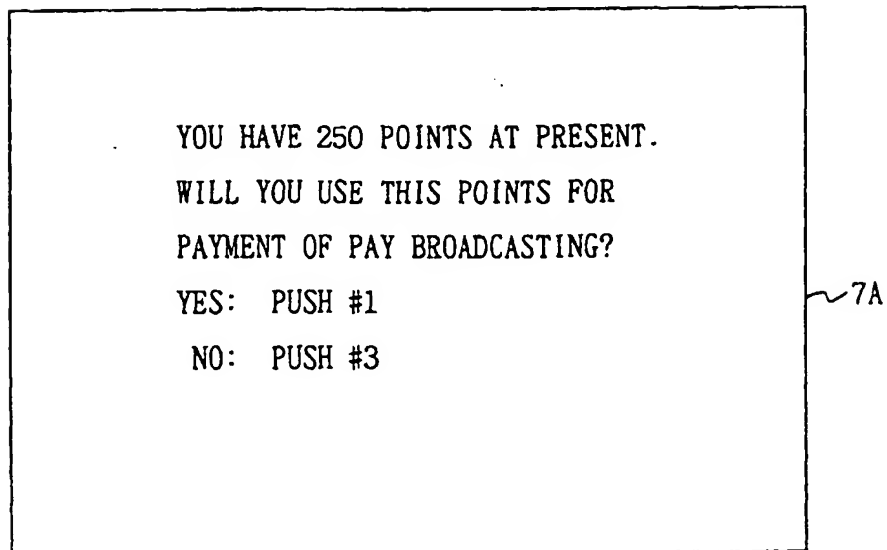 YOU HAVE 250 POINTS AT PRESENT.
WILL YOU USE THIS POINTS FOR
PAYMENT OF PAY BROADCASTING?
YES: PUSH #1
NO: PUSH #3
7A